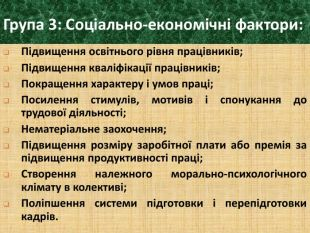 Група 3: Соціально-економічні фактори:
Підвищення освітнього рівня працівників;
Підвищення кваліфікації працівників;
Покращення характеру і умов праці;
Посилення стимулів, мотивів і спонукання до
трудової діяльності;
Нематеріальне заохочення;
Підвищення розміру заробітної плати або премія за
підвищення продуктивності праці;
Створення належного морально-психологічного
клімату в колективі;
Поліпшення системи підготовки і перепідготовки
кадрів.